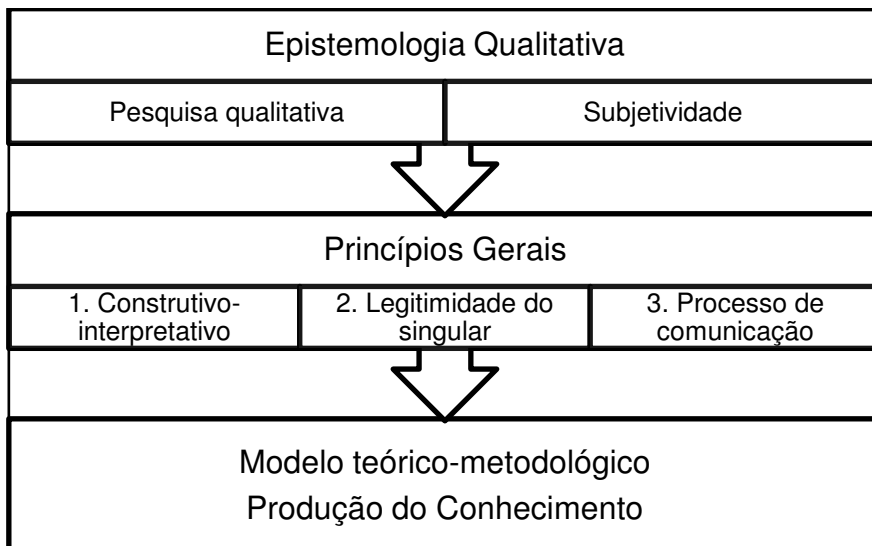 Epistemologia Qualitativa
Pesquisa qualitativa
Subjetividade
Princípios Gerais
1. Construtivo-
interpretativo
2. Legitimidade do
singular
3. Processo de
comunicação
Modelo teórico-metodológico
Produção do Conhecimento